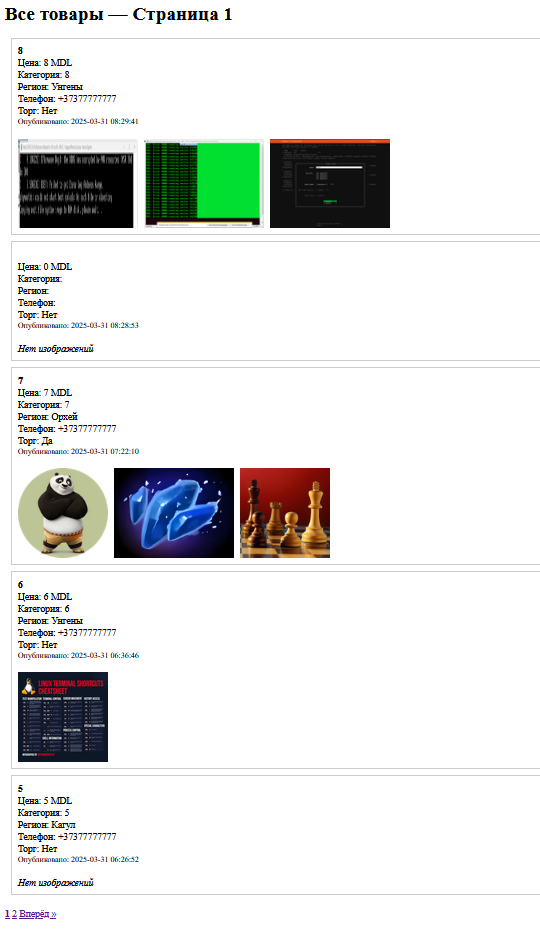 Все товары — Страница 1
8
Цена: 8 MDL
Категория: 8
Регион: Унгены
Телефон: +37377777777
Торг: Нет
Опубликовано: 2025-03-31 08:29:41
Цена: 0 MDL
Категория:
Регион:
Телефон:
Торг: Нет
Опубликовано: 2025-03-31 08:28:53
Нет изображений
7
Цена: 7 MDL
Категория: 7
Регион: Орхей
Телефон: +37377777777
Торг: Да
Опубликовано: 2025-03-31 07:22:10
6
Цена: 6 MDL
Категория: 6
Регион: Унгены
Телефон: +37377777777
Торг: Нет
Опубликовано: 2025-03-31 06:36:46
LINUX TERMINAL SHORTCUTS
CHEATSHEET
5
Цена: 5 MDL
Категория: 5
Регион: Кагул
Телефон: +37377777777
Торг: Нет
Опубликовано: 2025-03-31 06:26:52
Нет изображений
1 2 Вперёд »